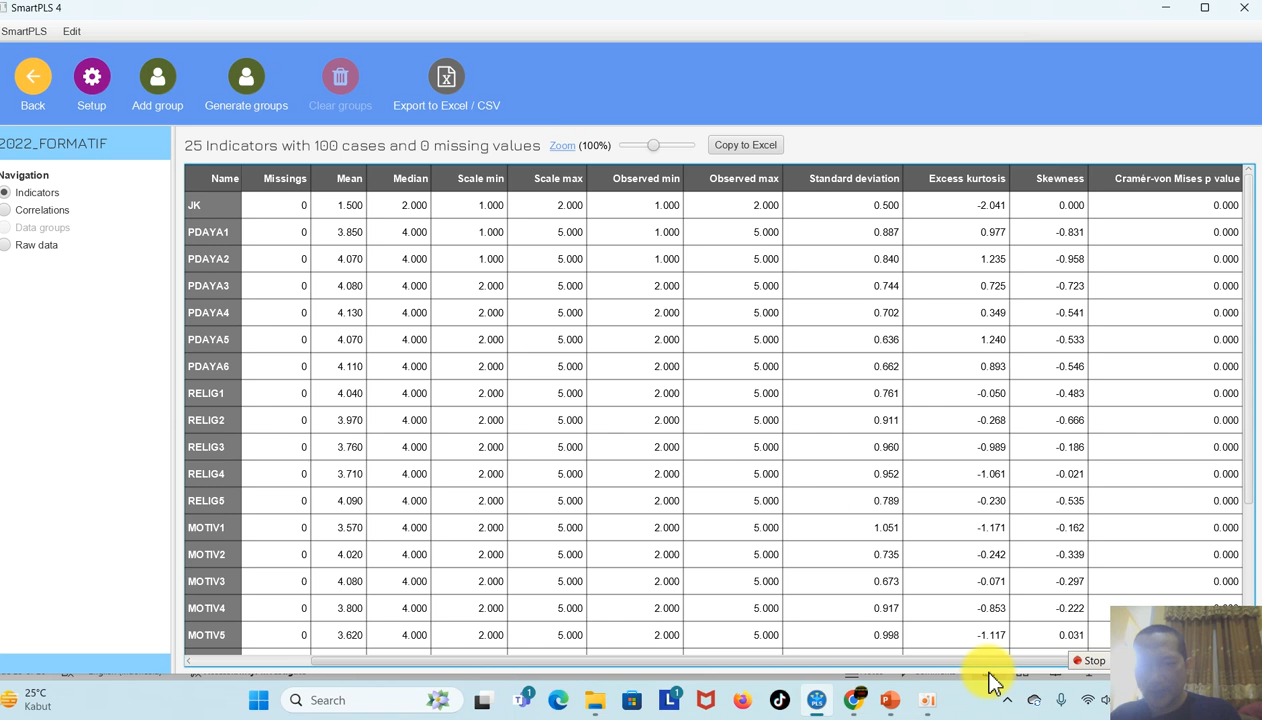 SmartPLS 4
SmartPLS Edit
Back Setup Add group Generate groups Clear groups Export to Excel / CSV
2022_FORMATIF
Navigation
Indicators
Correlations
Data groups
Raw data
25 Indicators with 100 cases and 0 missing values Zoom (100%) Copy to Excel
Name Missings Mean Median Scale min Scale max Observed min Observed max Standard deviation Excess kurtosis Skewness Cramér-von Mises p value
JK 0 1.500 2.000 1.000 2.000 1.000 2.000 0.500 -2.041 0.000 0.000
PDAYA1 0 3.850 4.000 1.000 5.000 1.000 5.000 0.887 0.977 -0.831 0.000
PDAYA2 0 4.070 4.000 1.000 5.000 1.000 5.000 0.840 1.235 -0.958 0.000
PDAYA3 0 4.080 4.000 2.000 5.000 2.000 5.000 0.744 0.725 -0.723 0.000
PDAYA4 0 4.130 4.000 2.000 5.000 2.000 5.000 0.702 0.349 -0.541 0.000
PDAYA5 0 4.070 4.000 2.000 5.000 2.000 5.000 0.636 1.240 -0.533 0.000
PDAYA6 0 4.110 4.000 2.000 5.000 2.000 5.000 0.662 0.893 -0.546 0.000
RELIG1 0 4.040 4.000 2.000 5.000 2.000 5.000 0.761 -0.050 -0.483 0.000
RELIG2 0 3.970 4.000 2.000 5.000 2.000 5.000 0.911 -0.268 -0.666 0.000
RELIG3 0 3.760 4.000 2.000 5.000 2.000 5.000 0.960 -0.989 -0.186 0.000
RELIG4 0 3.710 4.000 2.000 5.000 2.000 5.000 0.952 -1.061 -0.021 0.000
RELIG5 0 4.090 4.000 2.000 5.000 2.000 5.000 0.789 -0.230 -0.535 0.000
MOTIV1 0 3.570 4.000 2.000 5.000 2.000 5.000 1.051 -1.171 -0.162 0.000
MOTIV2 0 4.020 4.000 2.000 5.000 2.000 5.000 0.735 -0.242 -0.339 0.000
MOTIV3 0 4.080 4.000 2.000 5.000 2.000 5.000 0.673 -0.071 -0.297 0.000
MOTIV4 0 3.800 4.000 2.000 5.000 2.000 5.000 0.917 -0.853 -0.222
MOTIV5 0 3.620 4.000 2.000 5.000 2.000 5.000 0.998 -1.117 0.031
Stop
25°C
Kabut
Search